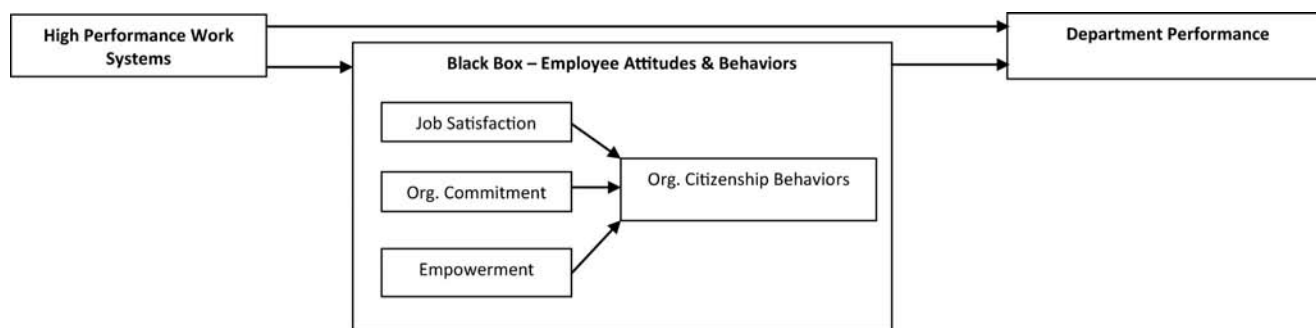 High Performance Work
Systems
Department Performance
Black Box – Employee Attitudes & Behaviors
Job Satisfaction
Org. Citizenship Behaviors
Org. Commitment
Empowerment